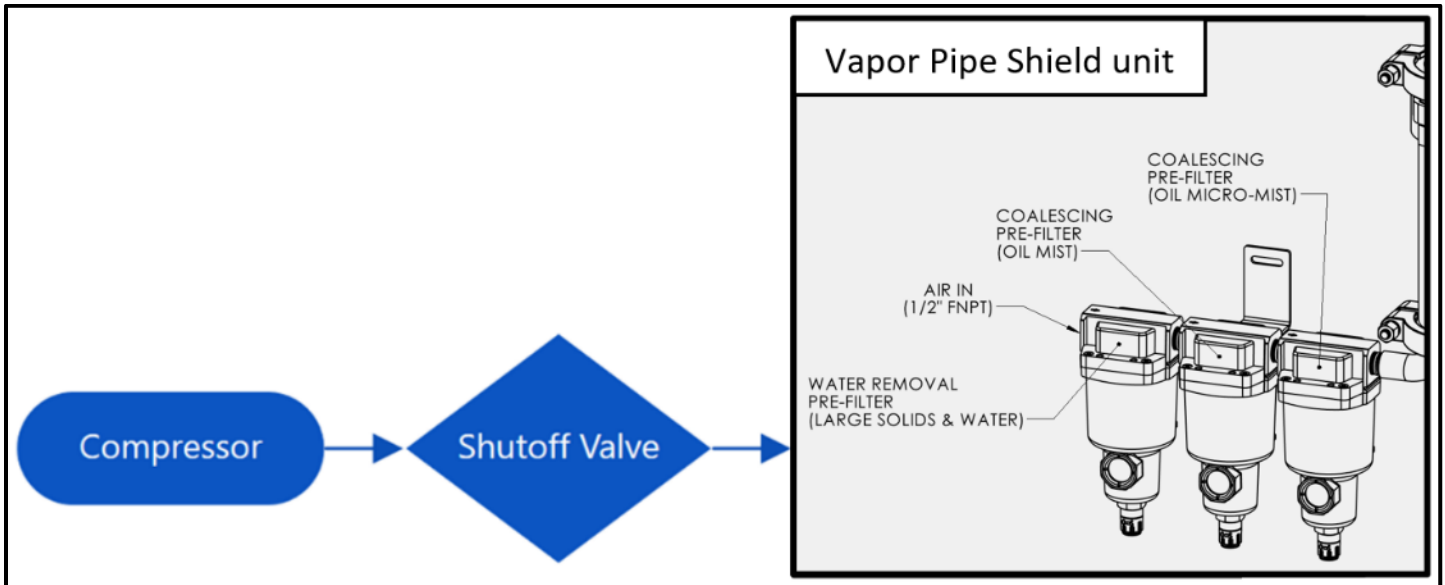 Vapor Pipe Shield unit
COALESCING
PRE-FILTER
(OIL MICRO-MIST)
COALESCING
PRE-FILTER
(OIL MIST)
AIR IN
(1/2" FNPT)
WATER REMOVAL
PRE-FILTER
(LARGE SOLIDS & WATER)
Compressor
Shutoff Valve